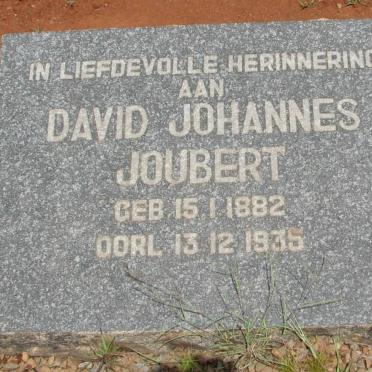 IN LIEFDEVOLLE HERINNERING
AAN
DAVID JOHANNES
JOUBERT
GEB 15 1 1882
OORL 13 12 1935